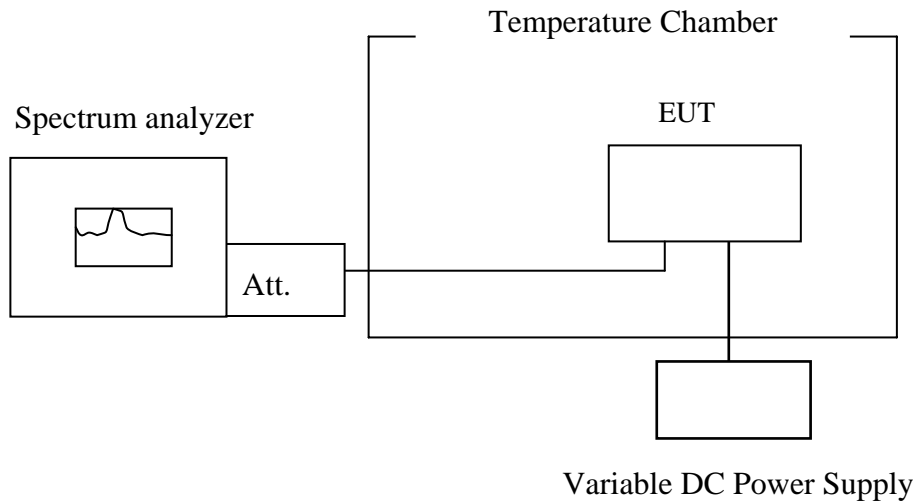 Temperature Chamber
Spectrum analyzer
EUT
Att.
Variable DC Power Supply